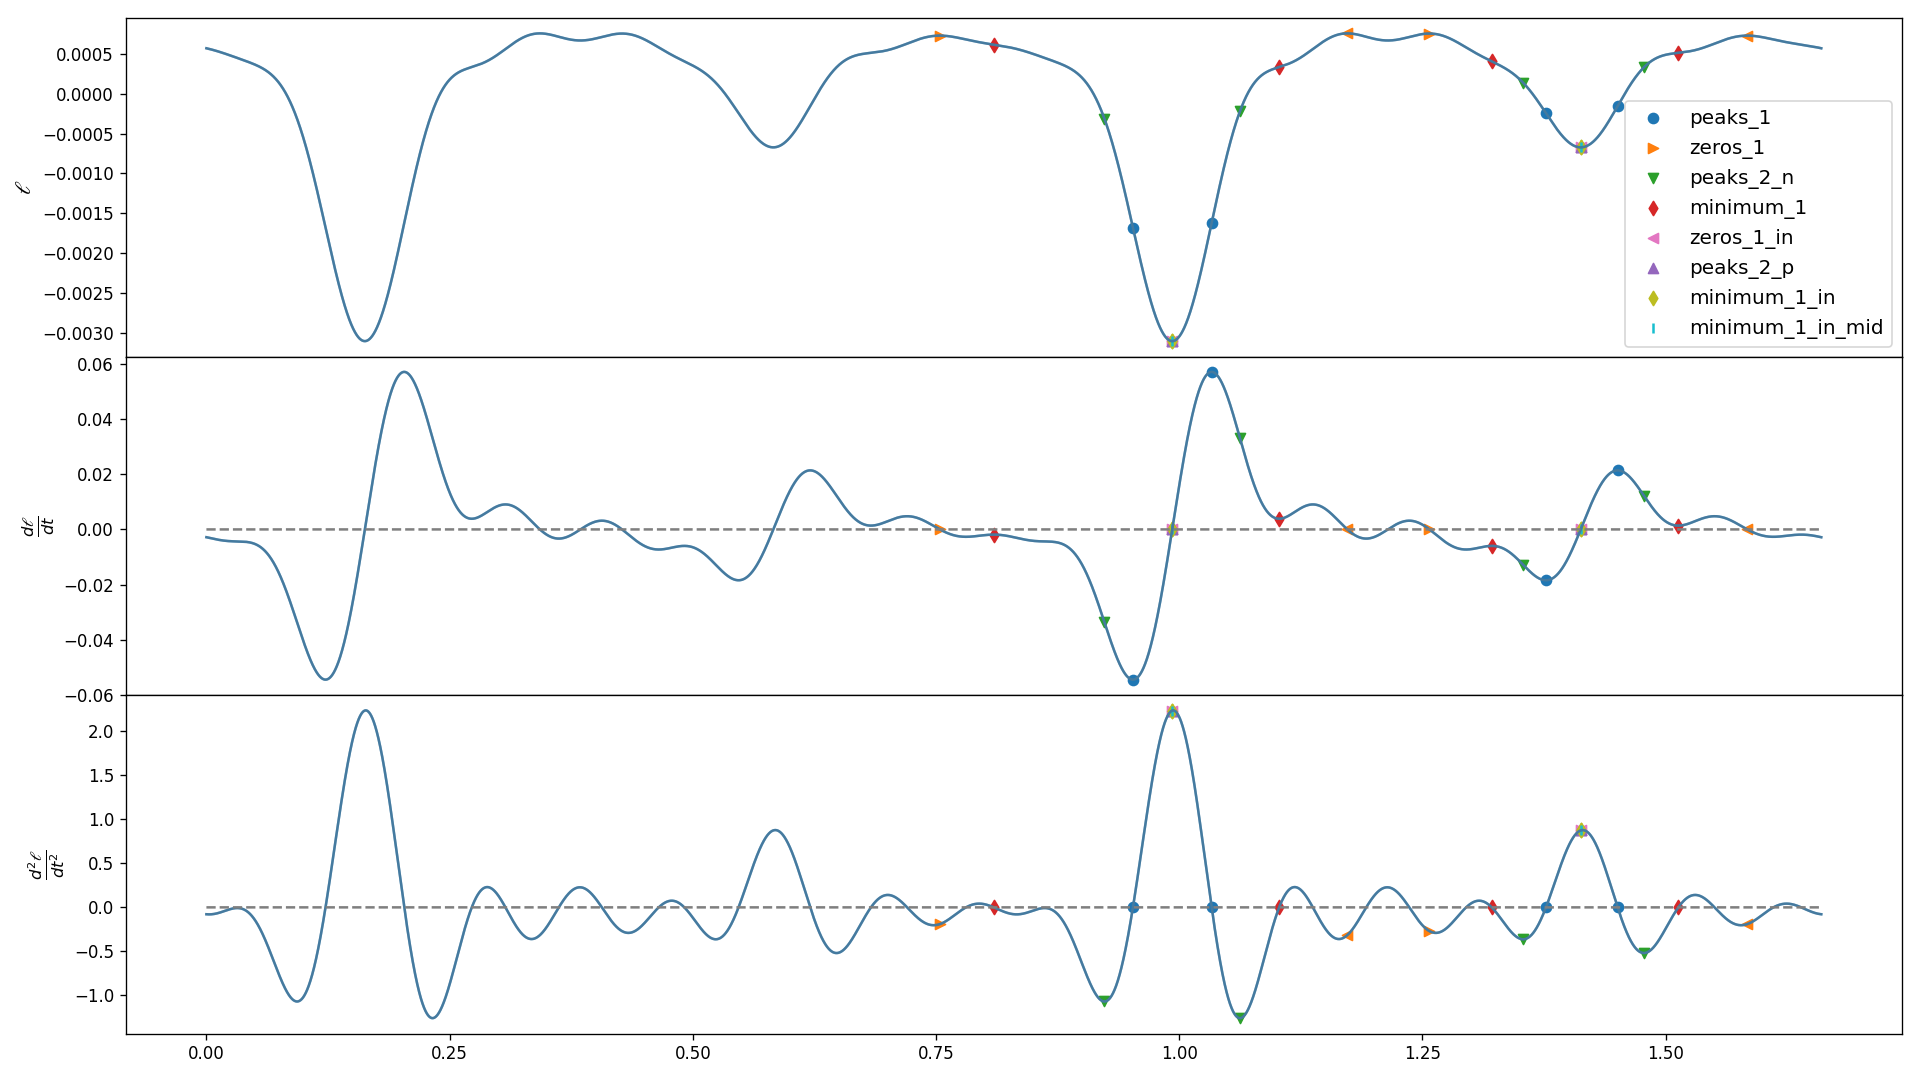 0.0005
0.0000
−0.0005
−0.0010
−0.0015
−0.0020
−0.0025
−0.0030
ℓ
peaks_1
zeros_1
peaks_2_n
minimum_1
zeros_1_in
peaks_2_p
minimum_1_in
minimum_1_in_mid
0.06
0.04
0.02
0.00
−0.02
−0.04
−0.06
dℓ
dt
2.0
1.5
1.0
0.5
0.0
−0.5
−1.0
d²ℓ
dt²
0.00 0.25 0.50 0.75 1.00 1.25 1.50